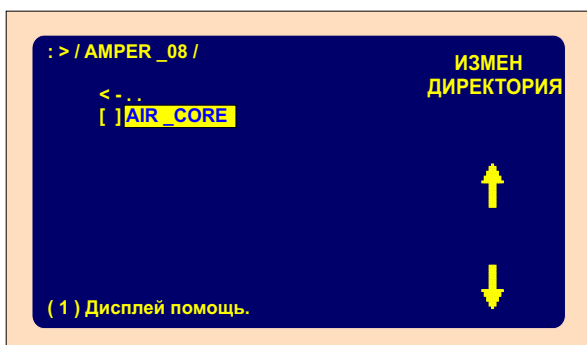 : > / AMPER _08 /
ИЗМЕН
ДИРЕКТОРИЯ
< - . .
[ ] AIR _CORE
( 1 ) Дисплей помощь.